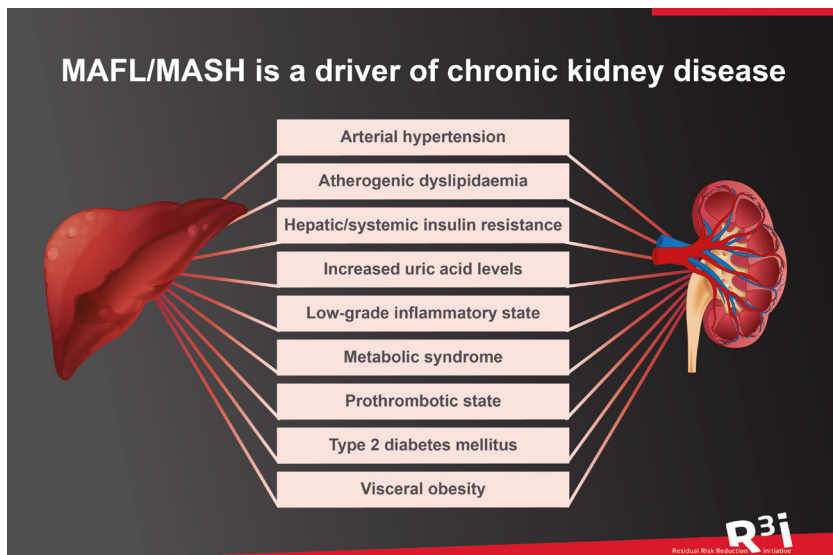 MAFL/MASH is a driver of chronic kidney disease
Arterial hypertension
Atherogenic dyslipidaemia
Hepatic/systemic insulin resistance
Increased uric acid levels
Low-grade inflammatory state
Metabolic syndrome
Prothrombotic state
Type 2 diabetes mellitus
Visceral obesity
R3i
Residual Risk Reduction initiative